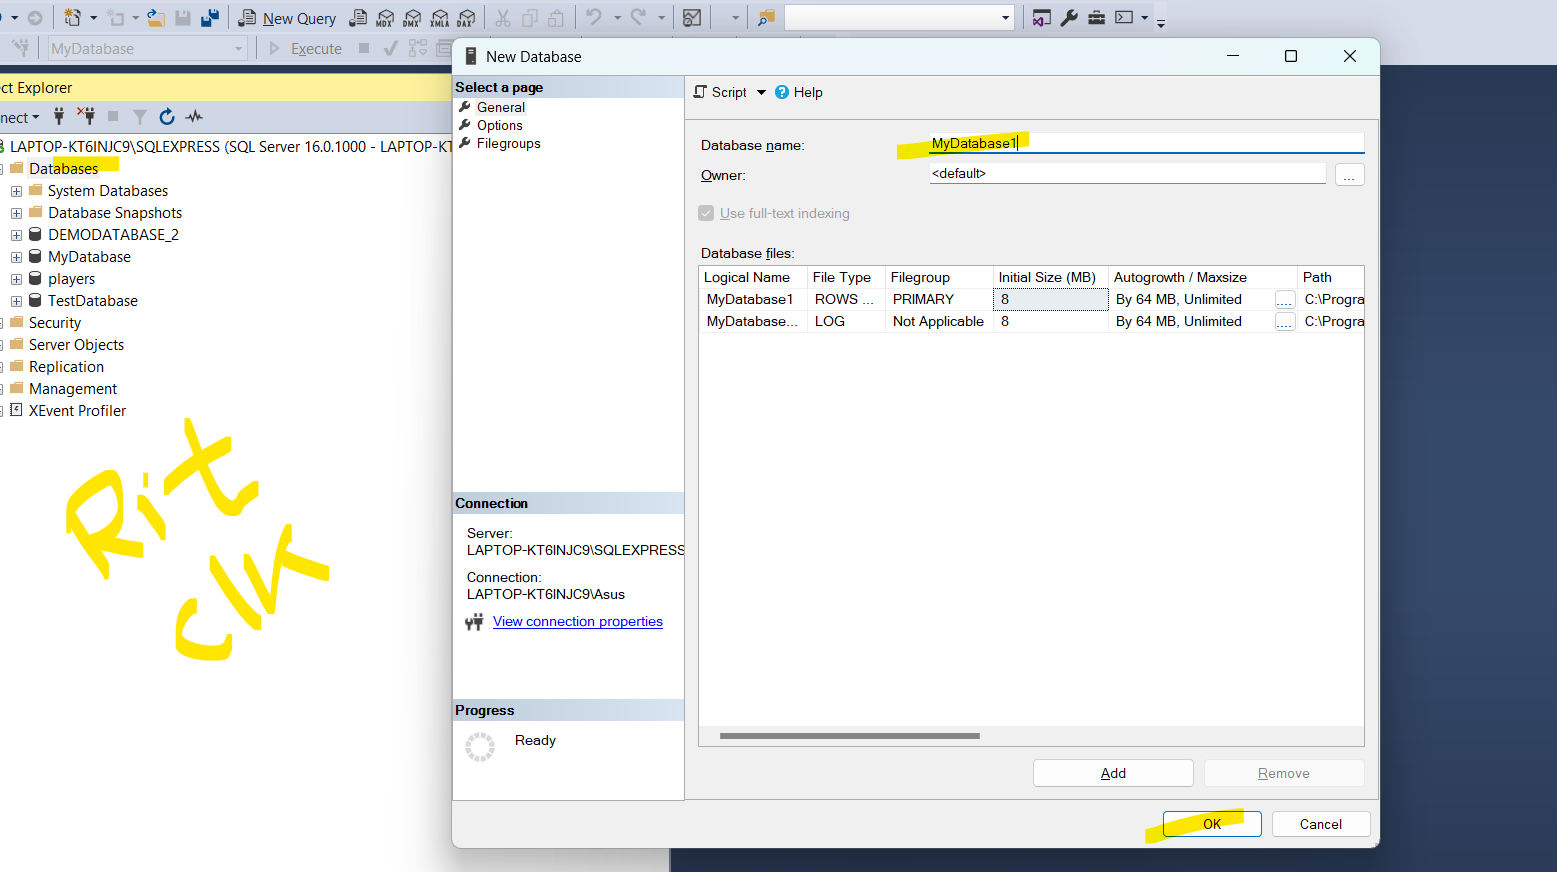 New Query
MDX
DMX
XMLA
DAX
MyDatabase
Execute
ct Explorer
nect
LAPTOP-KT6INJC9\SQLEXPRESS (SQL Server 16.0.1000 - LAPTOP-KT
Databases
System Databases
Database Snapshots
DEMODATABASE_2
MyDatabase
players
TestDatabase
Security
Server Objects
Replication
Management
XEvent Profiler
Rit
clk
New Database
Select a page
General
Options
Filegroups
Connection
Server:
LAPTOP-KT6INJC9\SQLEXPRESS
Connection:
LAPTOP-KT6INJC9\Asus
View connection properties
Progress
Ready
Script
Help
Database name:
MyDatabase1
Owner:
<default>
...
Use full-text indexing
Database files:
Logical Name File Type Filegroup Initial Size (MB) Autogrowth / Maxsize Path
MyDatabase1 ROWS ... PRIMARY 8 By 64 MB, Unlimited .... C:\Progra
MyDatabase... LOG Not Applicable 8 By 64 MB, Unlimited .... C:\Progra
Add Remove
OK Cancel